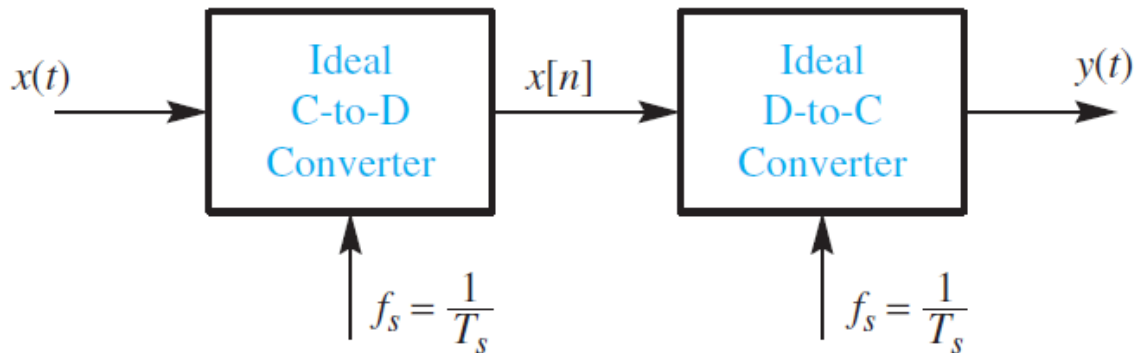 x(t)
Ideal
C-to-D
Converter
x[n]
Ideal
D-to-C
Converter
y(t)
f_s = 1/T_s
f_s = 1/T_s